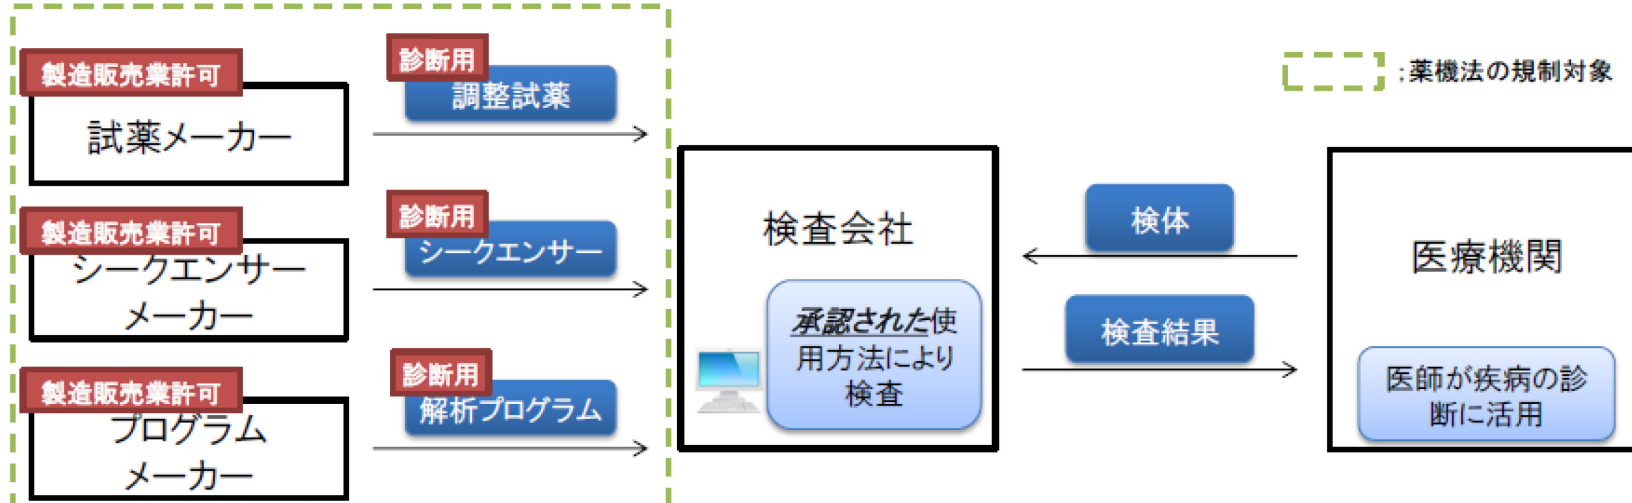 製造販売業許可
試薬メーカー
診断用
調整試薬
製造販売業許可
シークエンサー
メーカー
診断用
シークエンサー
製造販売業許可
プログラム
メーカー
診断用
解析プログラム
検査会社
承認された使
用方法により
検査
検体
検査結果
:薬機法の規制対象
医療機関
医師が疾病の診
断に活用